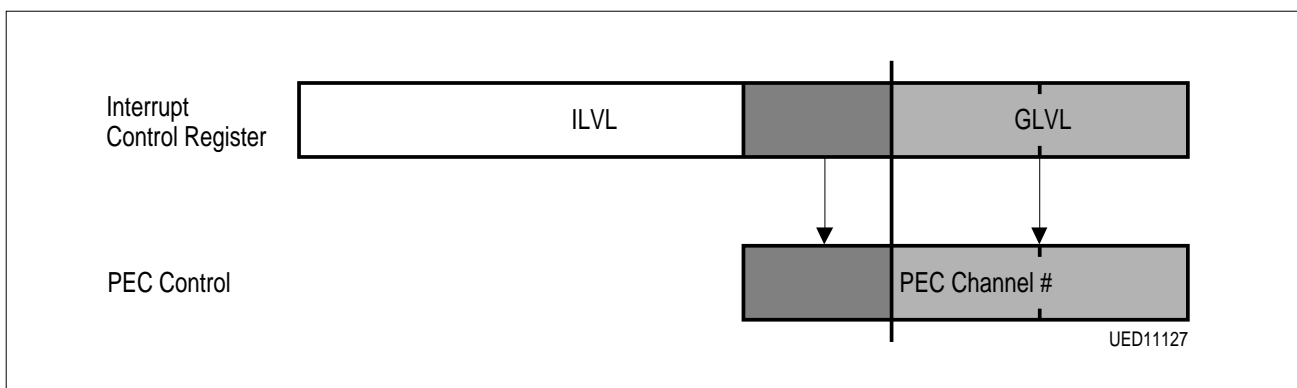 Interrupt
Control Register
ILVL
GLVL
PEC Control
PEC Channel #
UED11127